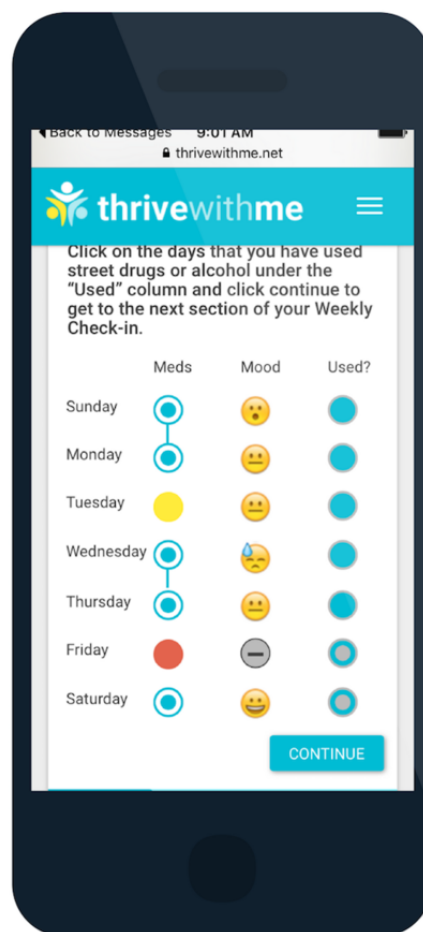 Back to Messages 9:01 AM
thrivewithme.net
thrivewithme
Click on the days that you have used
street drugs or alcohol under the
“Used” column and click continue to
get to the next section of your Weekly
Check-in.
Meds Mood Used?
Sunday
Monday
Tuesday
Wednesday
Thursday
Friday
Saturday
CONTINUE